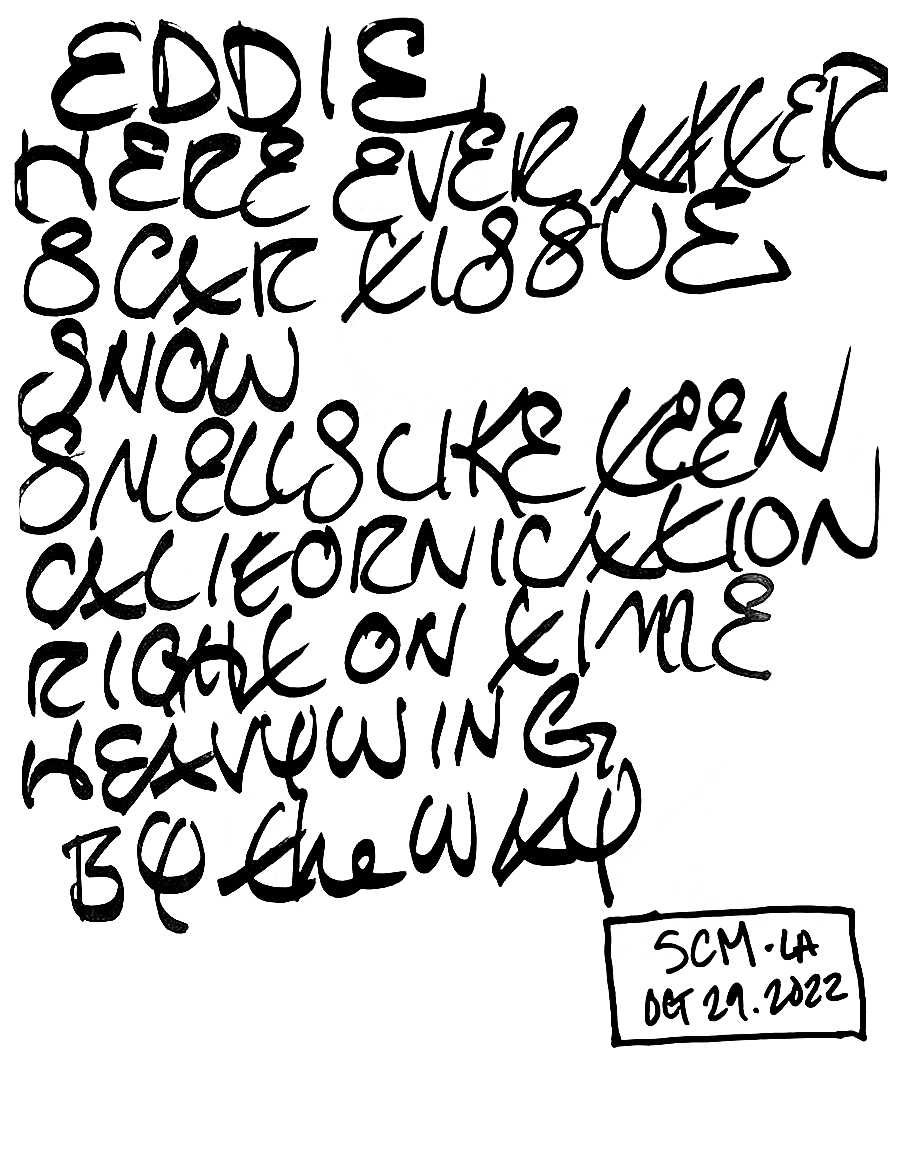 EDDIE
HERE EVER AFTER
SCAR TISSUE
SNOW
SMELLS LIKE TEEN
CALIFORNICATION
RIGHT ON TIME
HEAVY WING
BY the WAY
SCM·LA
OCT 29.2022